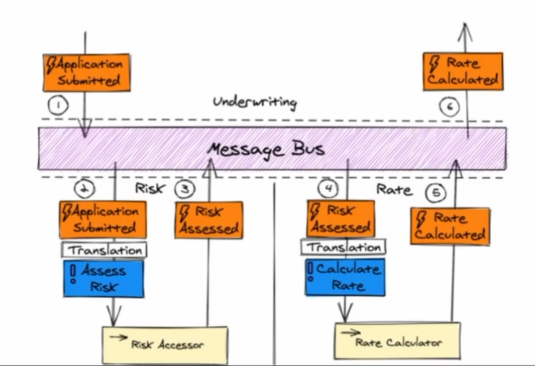 Application
Submitted
1
Rate
Calculated
6
Underwriting
Message Bus
2
Risk
3
4
Rate
5
Application
Submitted
Translation
Assess
Risk
Risk
Assessed
Risk
Assessed
Translation
Calculate
Rate
Rate
Calculated
Risk Accessor
Rate Calculator